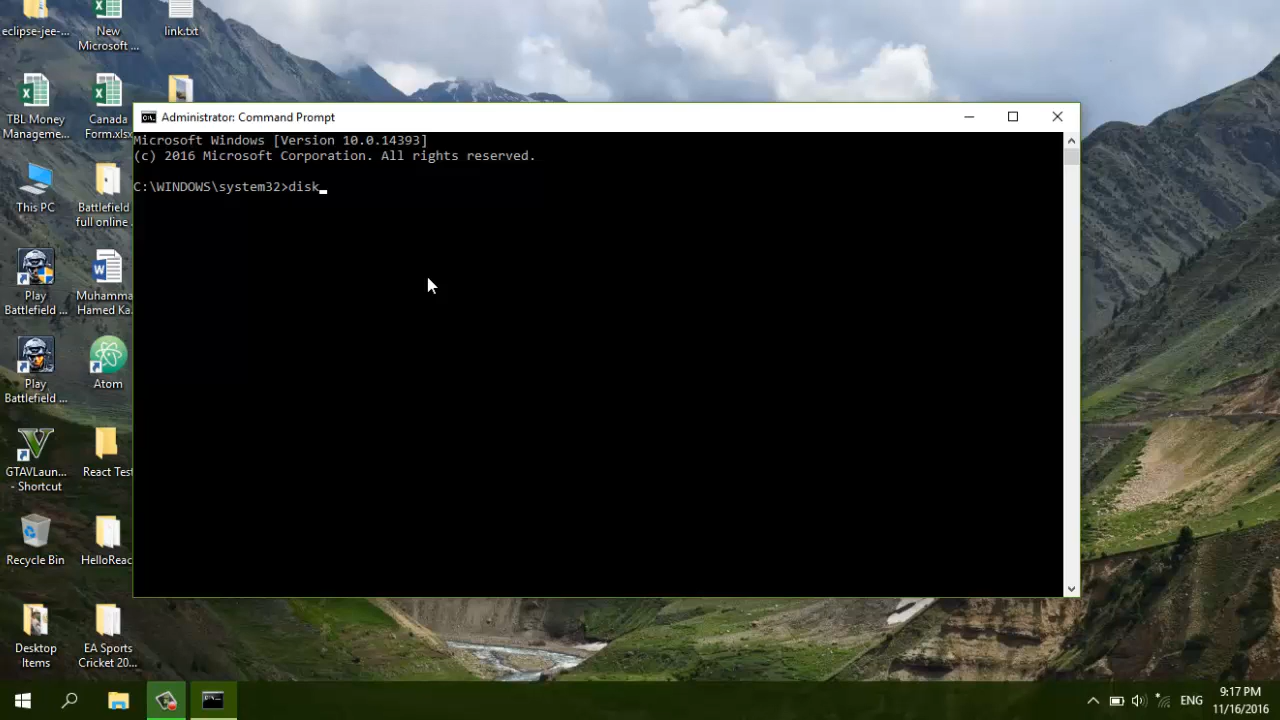 eclipse-jee-...
New
Microsoft ...
link.txt
TBL Money
Manageme...
Canada
Form.xlsx
This PC
Battlefield
full online
Play
Battlefield ...
Muhamma
Hamed Ka
Play
Battlefield ...
Atom
GTAVLaun...
- Shortcut
React Test
Recycle Bin
HelloReac
Desktop
Items
EA Sports
Cricket 20...
Administrator: Command Prompt
Microsoft Windows [Version 10.0.14393]
(c) 2016 Microsoft Corporation. All rights reserved.
C:\WINDOWS\system32>disk
ENG
9:17 PM
11/16/2016